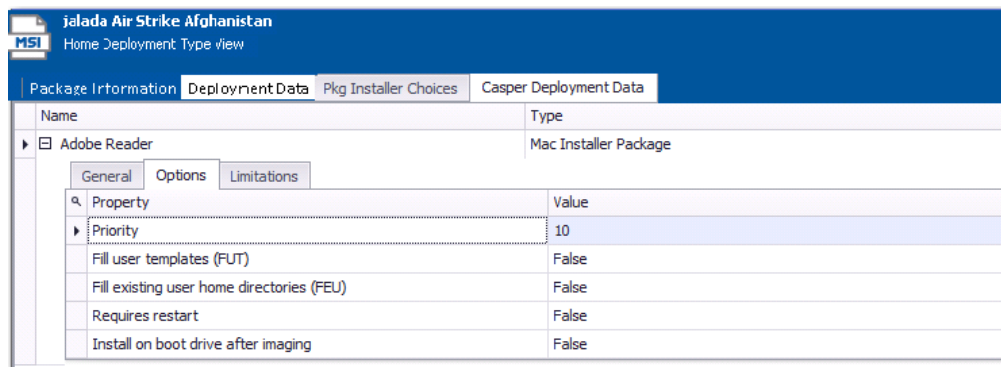 jalada Air Strike Afghanistan
MSI
Home Deployment Type View
Package Information Deployment Data Pkg Installer Choices Casper Deployment Data
Name Type
Adobe Reader Mac Installer Package
General Options Limitations
Property Value
Priority 10
Fill user templates (FUT) False
Fill existing user home directories (FEU) False
Requires restart False
Install on boot drive after imaging False